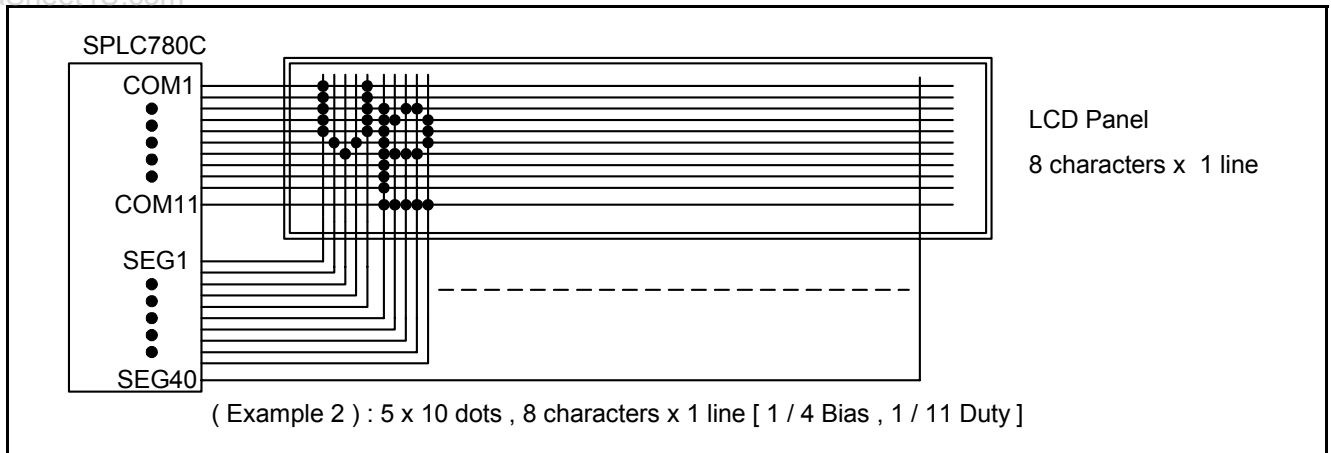 SPLC780C
COM1
COM11
SEG1
SEG40
LCD Panel
8 characters x 1 line
( Example 2 ) : 5 x 10 dots , 8 characters x 1 line [ 1 / 4 Bias , 1 / 11 Duty ]